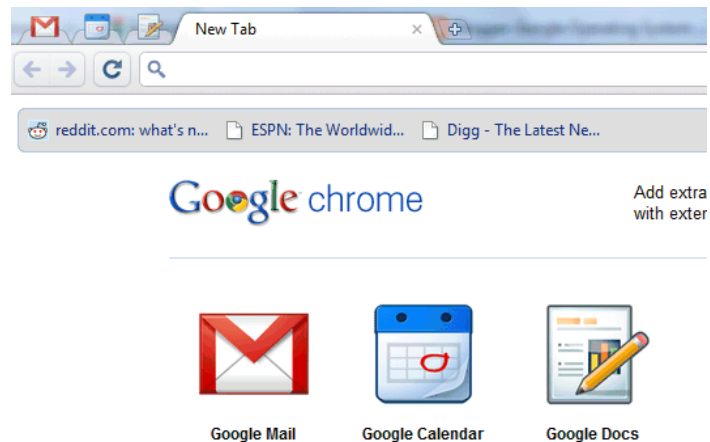 New Tab
reddit.com: what's n... ESPN: The Worldwid... Digg - The Latest Ne...
Google chrome
Add extra
with exter
Google Mail Google Calendar Google Docs